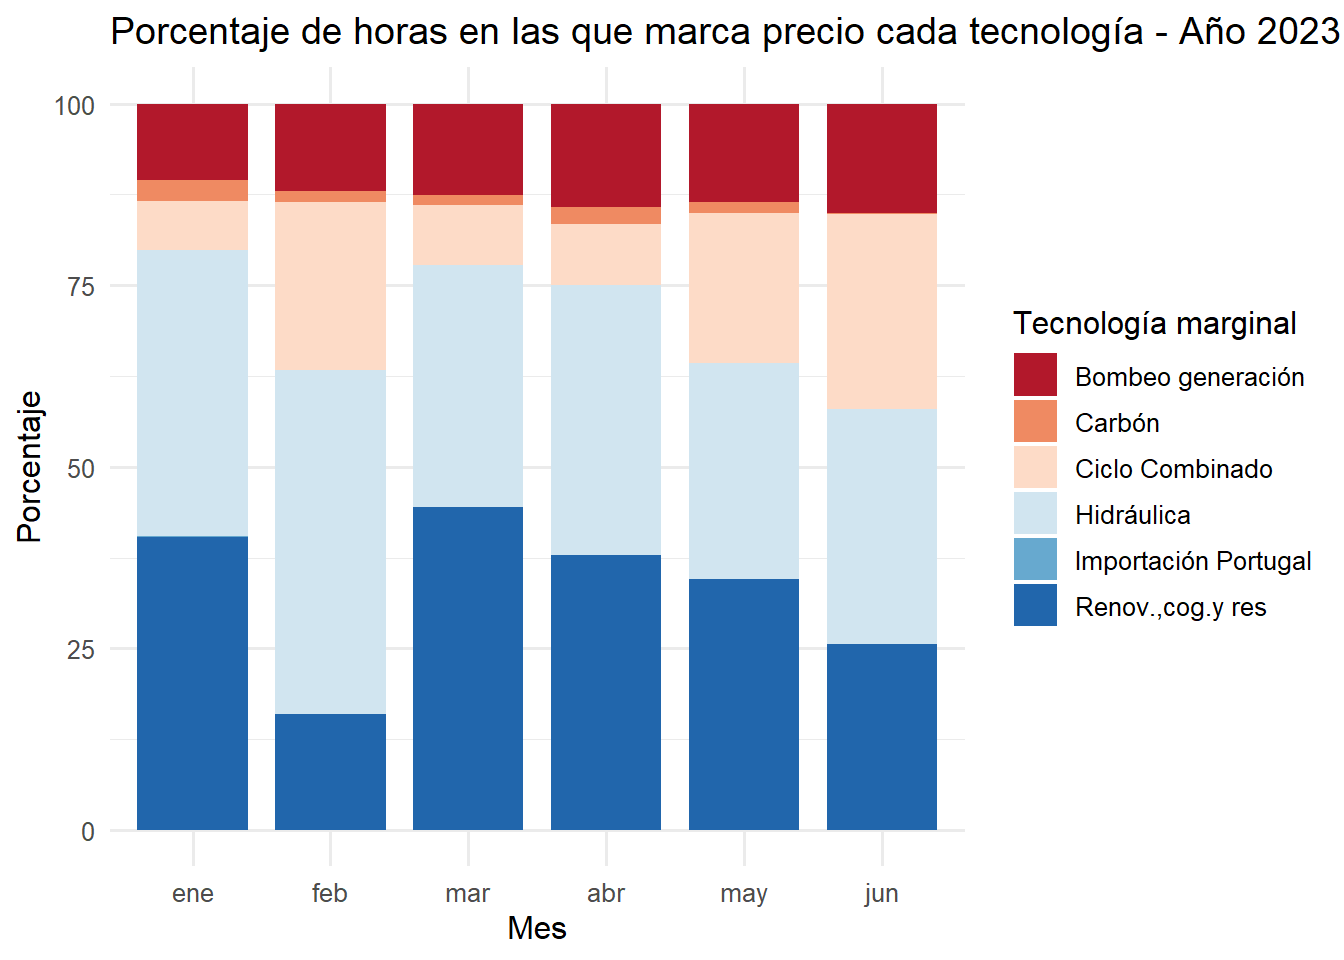 Porcentaje de horas en las que marca precio cada tecnología - Año 2023
Porcentaje
100
75
50
25
0
ene feb mar abr may jun
Mes
Tecnología marginal
Bombeo generación
Carbón
Ciclo Combinado
Hidráulica
Importación Portugal
Renov.,cog.y res